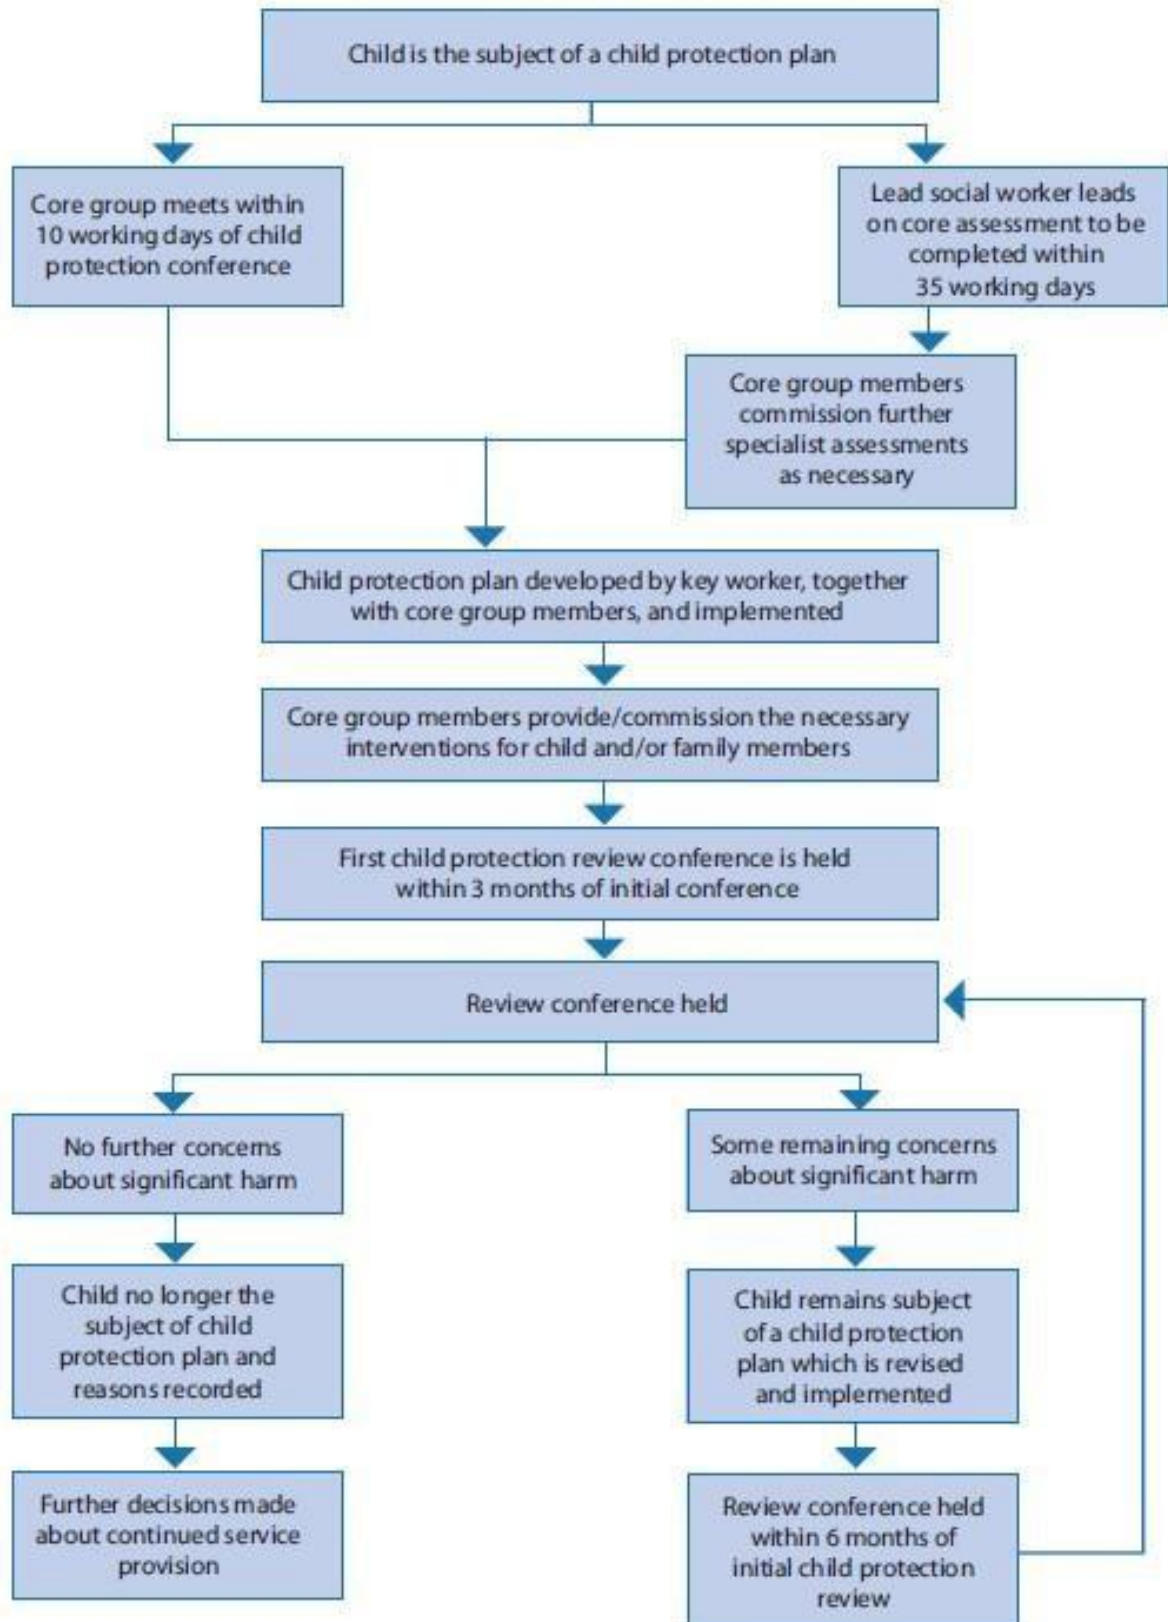 Child is the subject of a child protection plan
Core group meets within
10 working days of child
protection conference
Lead social worker leads
on core assessment to be
completed within
35 working days
Core group members
commission further
specialist assessments
as necessary
Child protection plan developed by key worker, together
with core group members, and implemented
Core group members provide/commission the necessary
interventions for child and/or family members
First child protection review conference is held
within 3 months of initial conference
Review conference held
No further concerns
about significant harm
Some remaining concerns
about significant harm
Child no longer the
subject of child
protection plan and
reasons recorded
Child remains subject
of a child protection
plan which is revised
and implemented
Further decisions made
about continued service
provision
Review conference held
within 6 months of
initial child protection
review